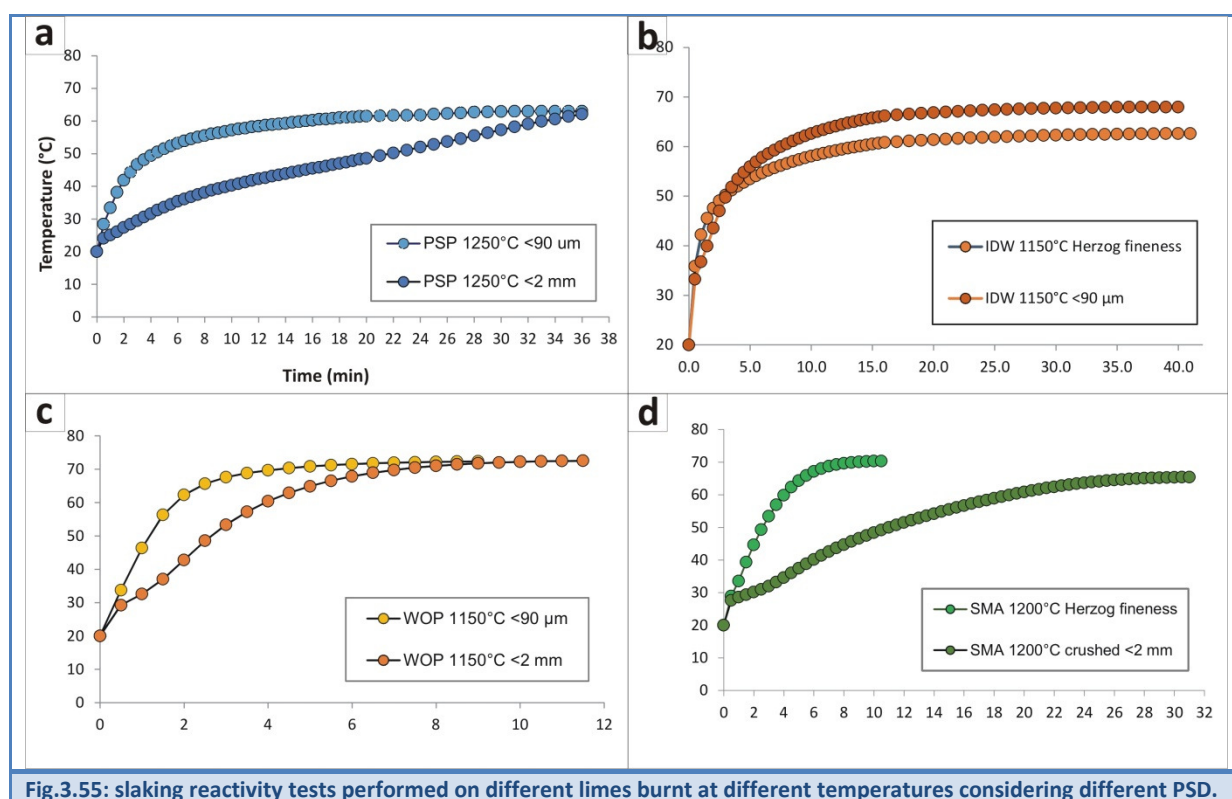 a
80
70
60
50
40
30
20
10
0
Temperature (°C)
0 2 4 6 8 10 12 14 16 18 20 22 24 26 28 30 32 34 36 38
Time (min)
PSP 1250°C <90 um
PSP 1250°C <2 mm
b
80
70
60
50
40
30
20
0.0 5.0 10.0 15.0 20.0 25.0 30.0 35.0 40.0
IDW 1150°C Herzog fineness
IDW 1150°C <90 µm
c
80
70
60
50
40
30
20
10
0
0 2 4 6 8 10 12
WOP 1150°C <90 µm
WOP 1150°C <2 mm
d
80
70
60
50
40
30
20
10
0
0 2 4 6 8 10 12 14 16 18 20 22 24 26 28 30 32
SMA 1200°C Herzog fineness
SMA 1200°C crushed <2 mm
Fig.3.55: slaking reactivity tests performed on different limes burnt at different temperatures considering different PSD.